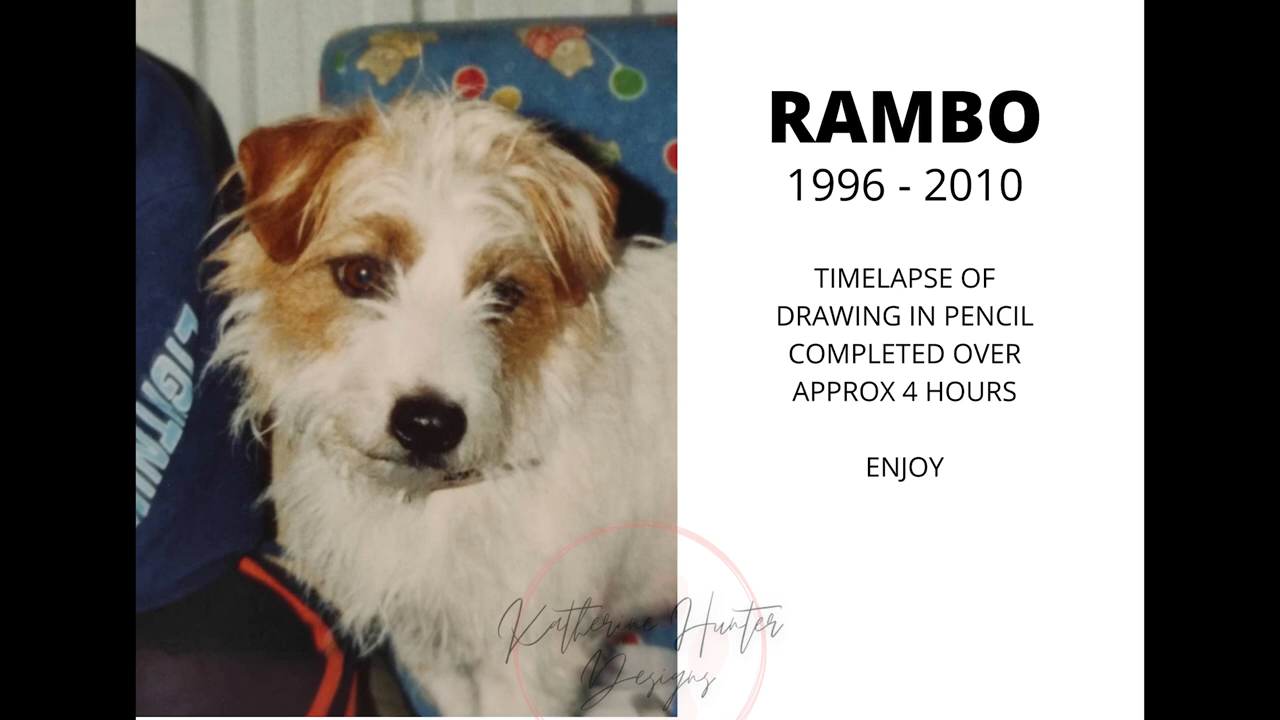 RAMBO
1996 - 2010
TIMELAPSE OF
DRAWING IN PENCIL
COMPLETED OVER
APPROX 4 HOURS
ENJOY
Katherine Hunter
Designs